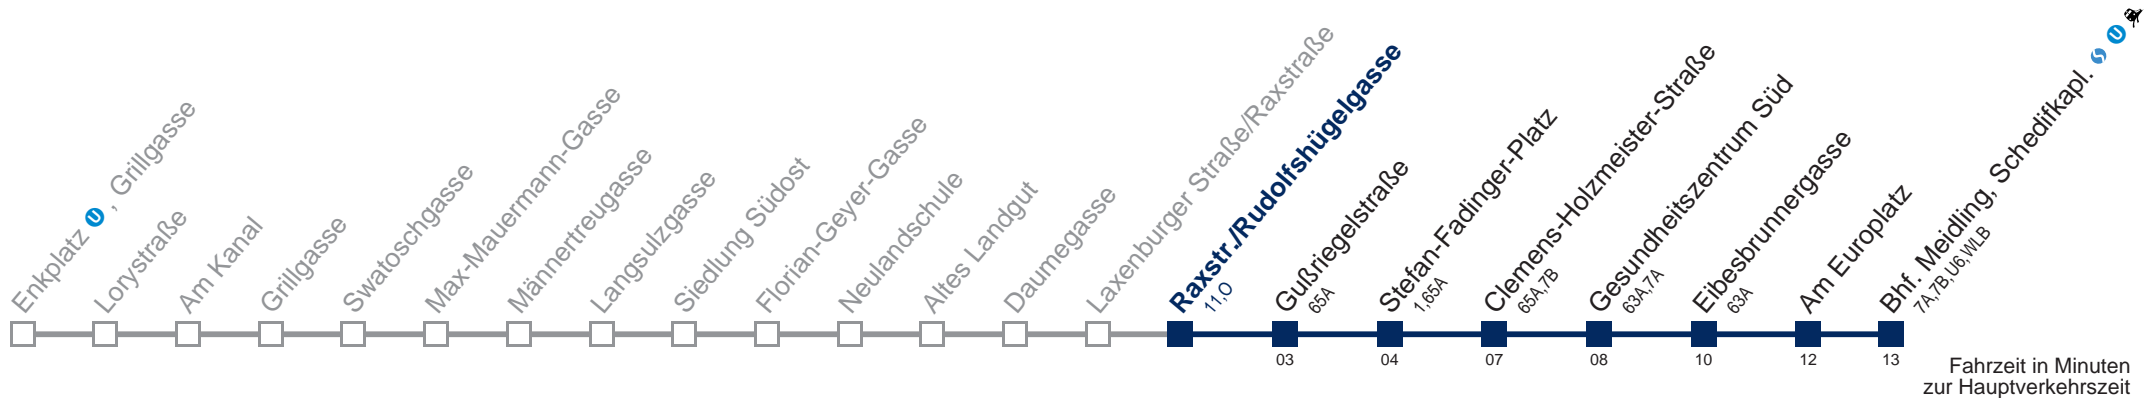 Enkplatz U , Grillgasse
Lorystraße
Am Kanal
Grillgasse
Swatoschgasse
Max-Mauermann-Gasse
Männertreugasse
Langsulzgasse
Siedlung Südost
Florian-Geyer-Gasse
Neulandschule
Altes Landgut
Daumegasse
Laxenburger Straße/Raxstraße
Raxstr./Rudolfshügelgasse
11,O
Gußriegelstraße
65A
03
Stefan-Fadinger-Platz
1,65A
04
Clemens-Holzmeister-Straße
65A,7B
07
Gesundheitszentrum Süd
63A,7A
08
Eibesbrunnergasse
63A
10
Am Europlatz
12
Bhf. Meidling, Schedifkapl. S U
7A,7B,U6,WLB
13
Fahrzeit in Minuten
zur Hauptverkehrszeit